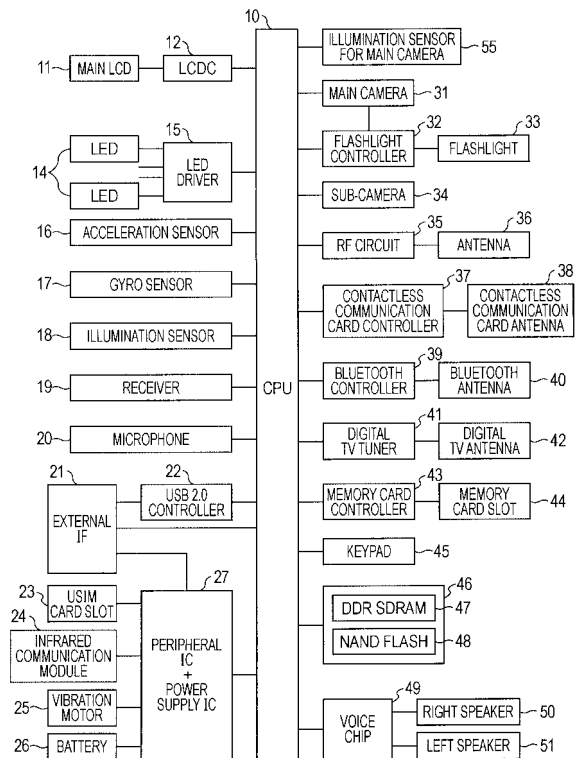 10
12
11
MAIN LCD
LCDC
15
LED
14
LED
DRIVER
LED
16
ACCELERATION SENSOR
17
GYRO SENSOR
18
ILLUMINATION SENSOR
19
RECEIVER
20
MICROPHONE
CPU
21
22
USB 2.0
CONTROLLER
EXTERNAL
IF
27
23
USIM
CARD SLOT
24
INFRARED
COMMUNICATION
MODULE
PERIPHERAL
IC
+
POWER
SUPPLY IC
25
VIBRATION
MOTOR
26
BATTERY
ILLUMINATION SENSOR
FOR MAIN CAMERA
55
MAIN CAMERA
31
32
33
FLASHLIGHT
CONTROLLER
FLASHLIGHT
SUB-CAMERA
34
35
36
RF CIRCUIT
ANTENNA
37
38
CONTACTLESS
COMMUNICATION
CARD CONTROLLER
CONTACTLESS
COMMUNICATION
CARD ANTENNA
39
BLUETOOTH
CONTROLLER
BLUETOOTH
ANTENNA
40
41
DIGITAL
TV TUNER
DIGITAL
TV ANTENNA
42
43
MEMORY CARD
CONTROLLER
MEMORY
CARD SLOT
44
KEYPAD
45
46
DDR SDRAM
47
NAND FLASH
48
49
VOICE
CHIP
RIGHT SPEAKER
50
LEFT SPEAKER
51